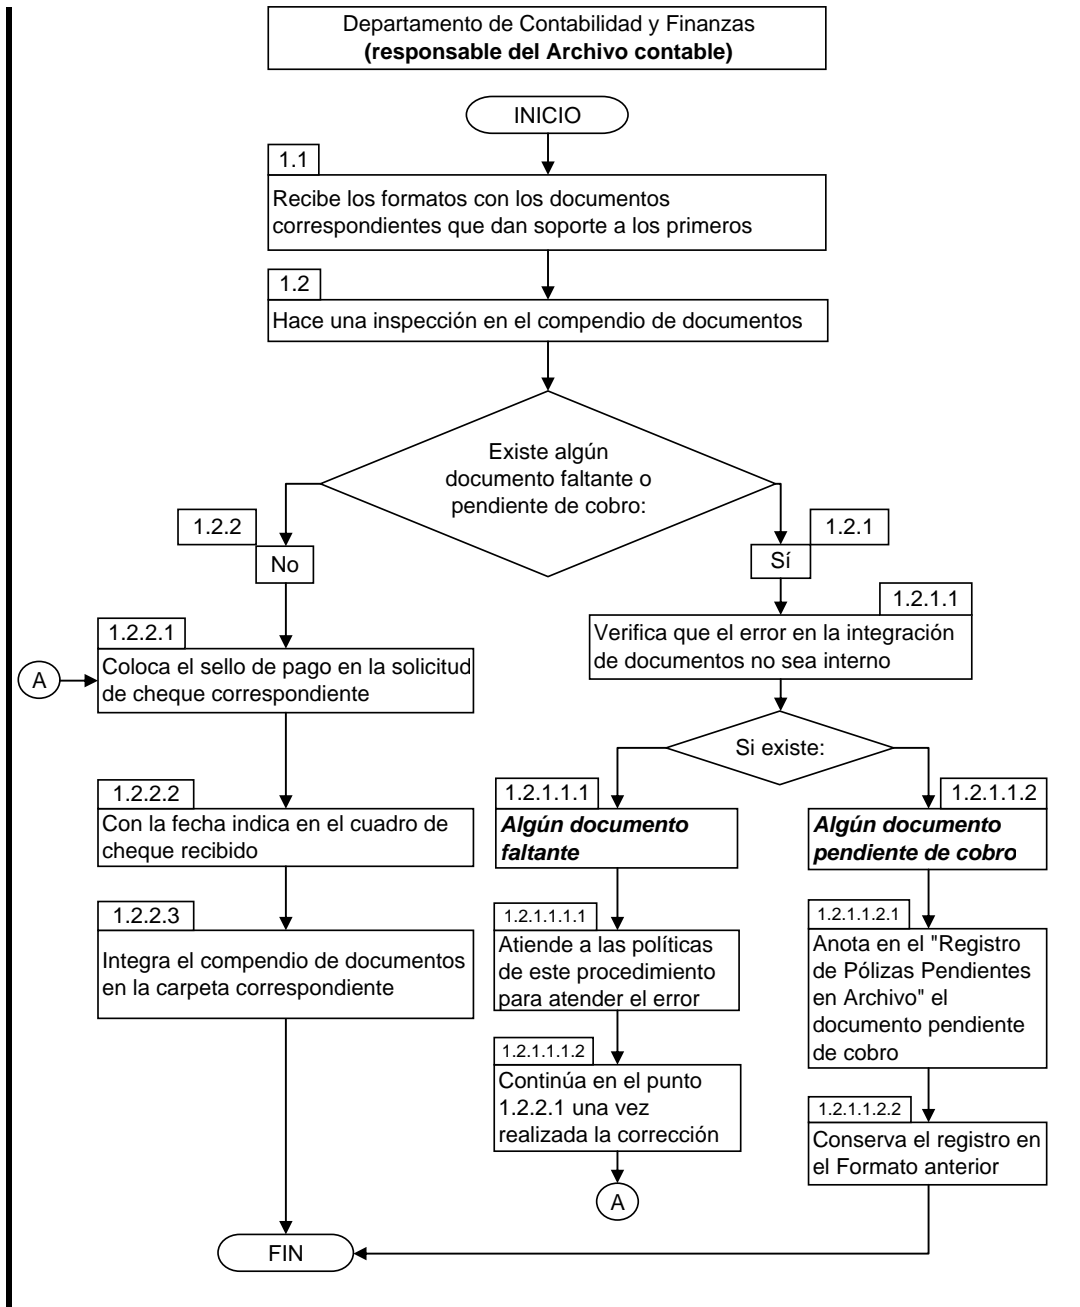 Departamento de Contabilidad y Finanzas
(responsable del Archivo contable)
INICIO
1.1
Recibe los formatos con los documentos
correspondientes que dan soporte a los primeros
1.2
Hace una inspección en el compendio de documentos
Existe algún
documento faltante o
pendiente de cobro:
1.2.2
No
1.2.1
Sí
1.2.2.1
Coloca el sello de pago en la solicitud
de cheque correspondiente
A
1.2.2.2
Con la fecha indica en el cuadro de
cheque recibido
1.2.2.3
Integra el compendio de documentos
en la carpeta correspondiente
1.2.1.1
Verifica que el error en la integración
de documentos no sea interno
Si existe:
1.2.1.1.1
Algún documento
faltante
1.2.1.1.1.1
Atiende a las políticas
de este procedimiento
para atender el error
1.2.1.1.1.2
Continúa en el punto
1.2.2.1 una vez
realizada la corrección
A
1.2.1.1.2
Algún documento
pendiente de cobro
1.2.1.1.2.1
Anota en el "Registro
de Pólizas Pendientes
en Archivo" el
documento pendiente
de cobro
1.2.1.1.2.2
Conserva el registro en
el Formato anterior
FIN